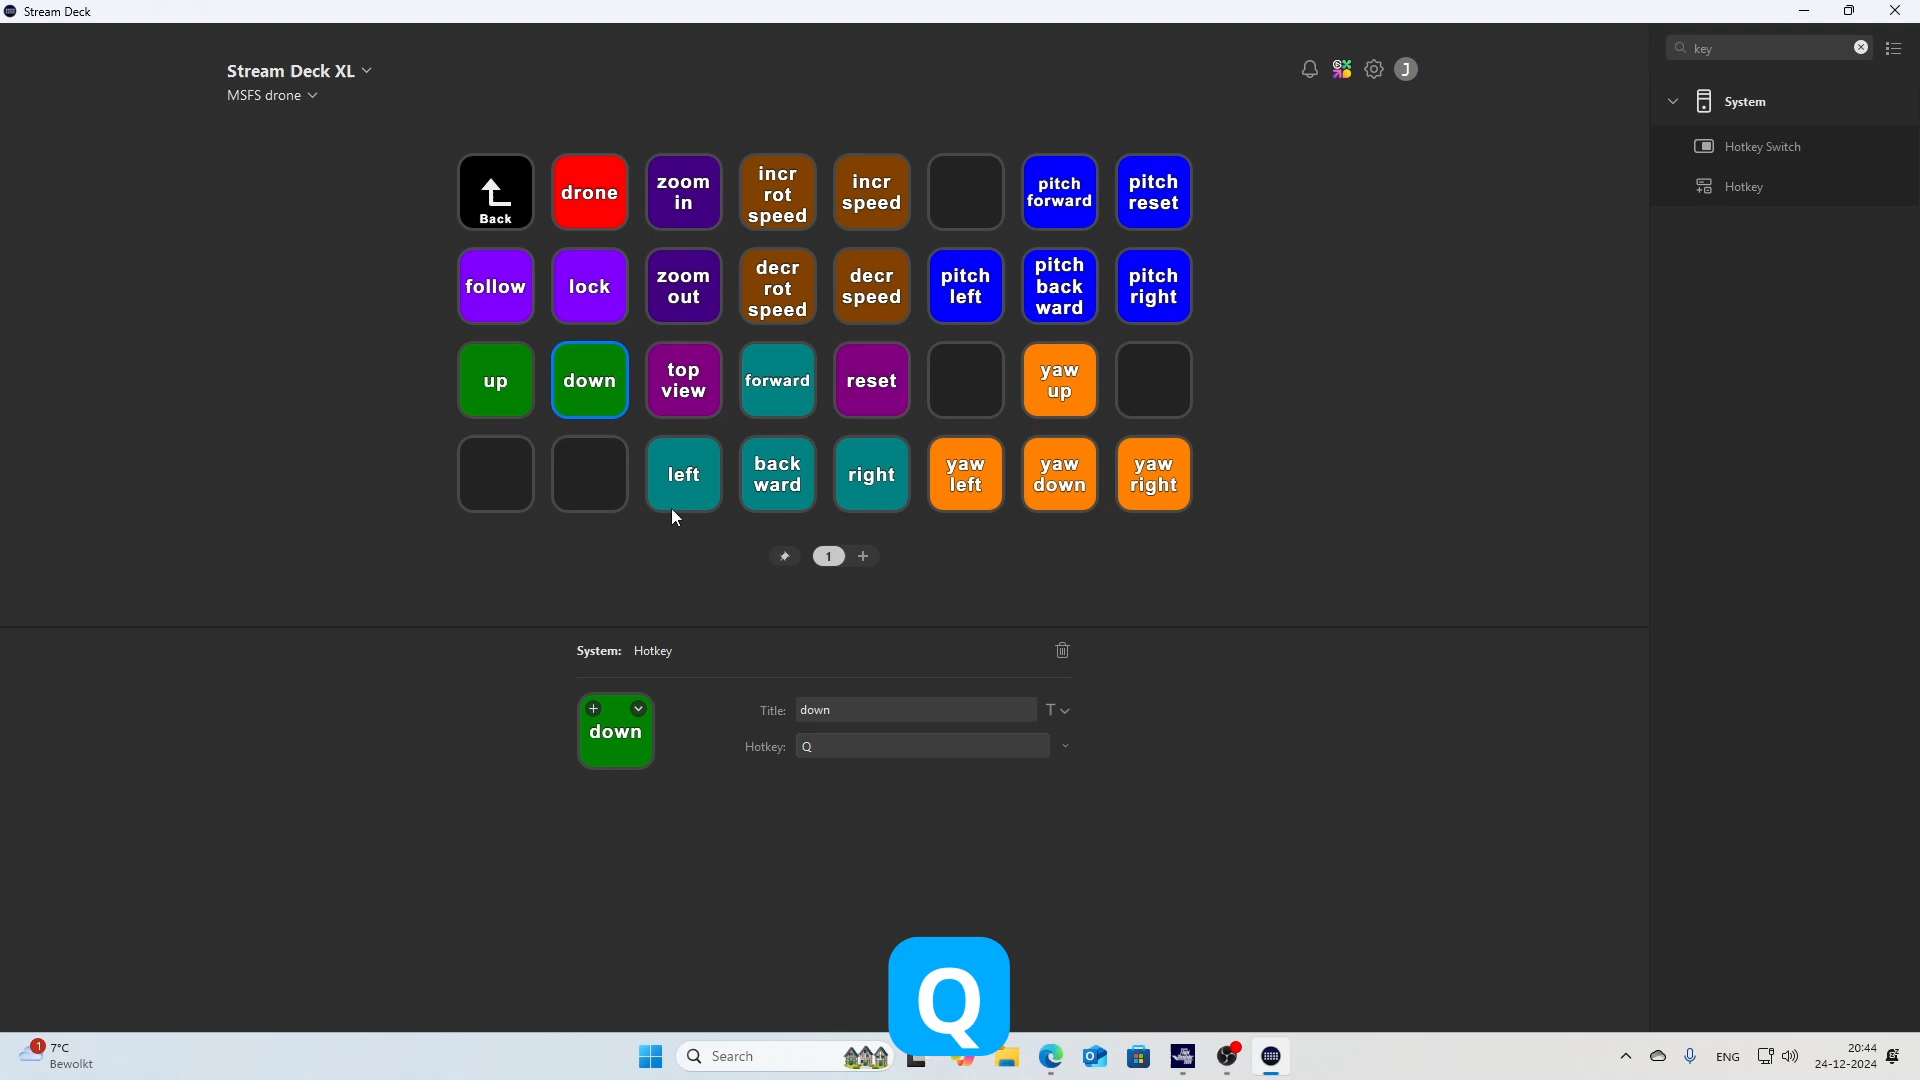 Stream Deck
Stream Deck XL
MSFS drone
J
key
System
Hotkey Switch
Hotkey
Back
drone
zoom
in
incr
rot
speed
incr
speed
pitch
forward
pitch
reset
follow
lock
zoom
out
decr
rot
speed
decr
speed
pitch
left
pitch
back
ward
pitch
right
up
down
top
view
forward
reset
yaw
up
left
back
ward
right
yaw
left
yaw
down
yaw
right
1
System: Hotkey
down
Title: down
T
Hotkey: Q
Q
1
7°C
Bewolkt
Search
ENG
20:44
24-12-2024